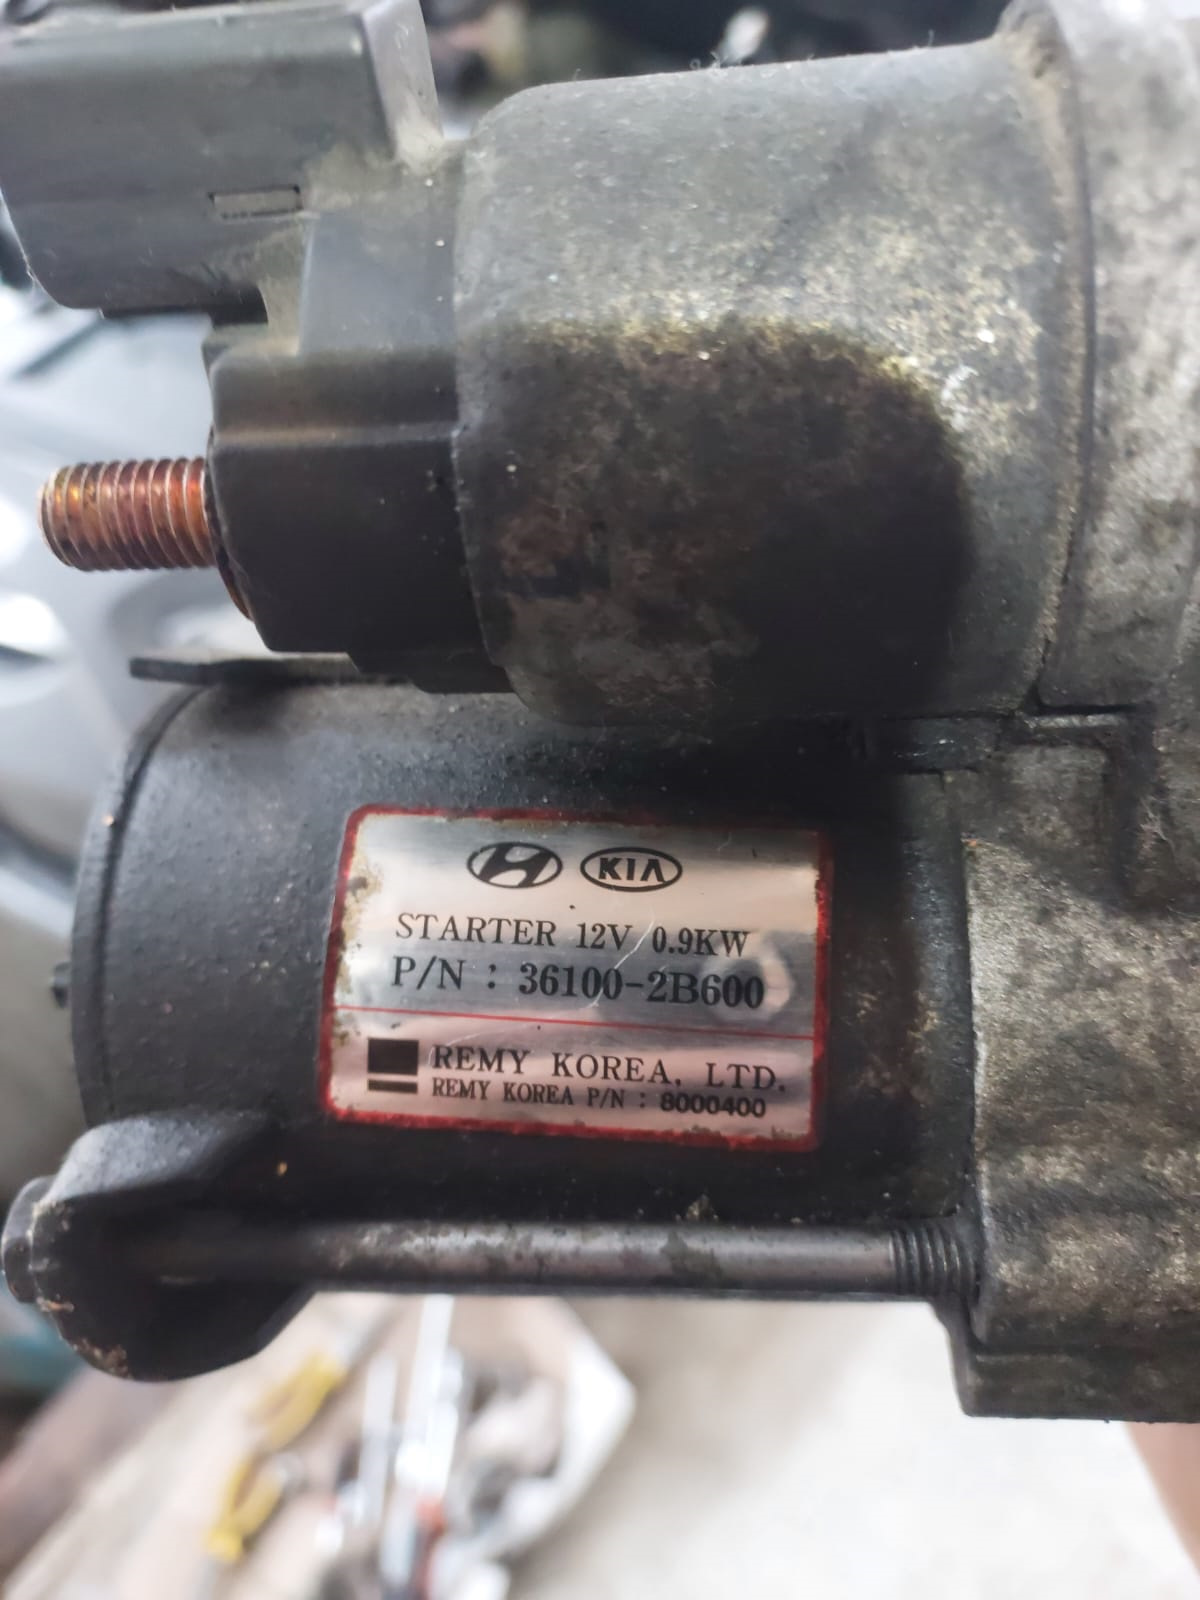 KIA
STARTER 12V 0.9KW
P/N : 36100-2B600
REMY KOREA, LTD.
REMY KOREA P/N : 8000400